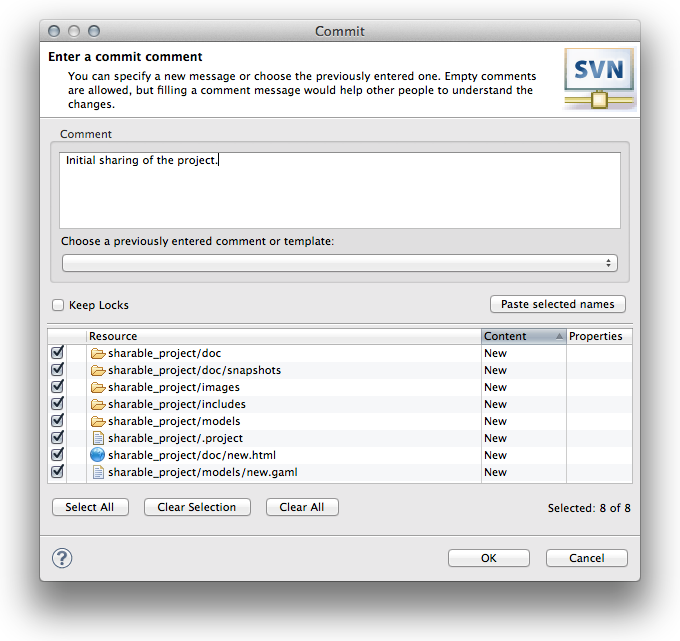 Commit
Enter a commit comment
You can specify a new message or choose the previously entered one. Empty comments
are allowed, but filling a comment message would help other people to understand the
changes.
SVN
Comment
Initial sharing of the project.
Choose a previously entered comment or template:
Keep Locks
Paste selected names
Resource Content Properties
sharable_project/doc New
sharable_project/doc/snapshots New
sharable_project/images New
sharable_project/includes New
sharable_project/models New
sharable_project/.project New
sharable_project/doc/new.html New
sharable_project/models/new.gaml New
Select All Clear Selection Clear All Selected: 8 of 8
? OK Cancel